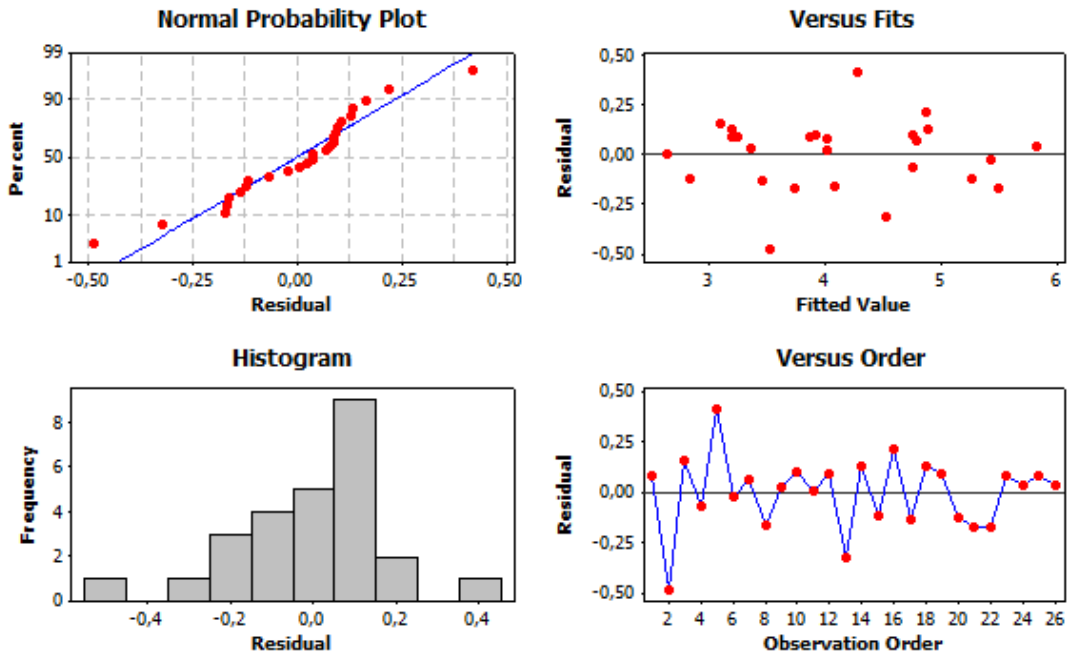 Normal Probability Plot
99
90
50
10
1
Percent
-0,50 -0,25 0,00 0,25 0,50
Residual
Versus Fits
0,50
0,25
0,00
-0,25
-0,50
Residual
3 4 5 6
Fitted Value
Histogram
8
6
4
2
0
Frequency
-0,4 -0,2 0,0 0,2 0,4
Residual
Versus Order
0,50
0,25
0,00
-0,25
-0,50
Residual
2 4 6 8 10 12 14 16 18 20 22 24 26
Observation Order